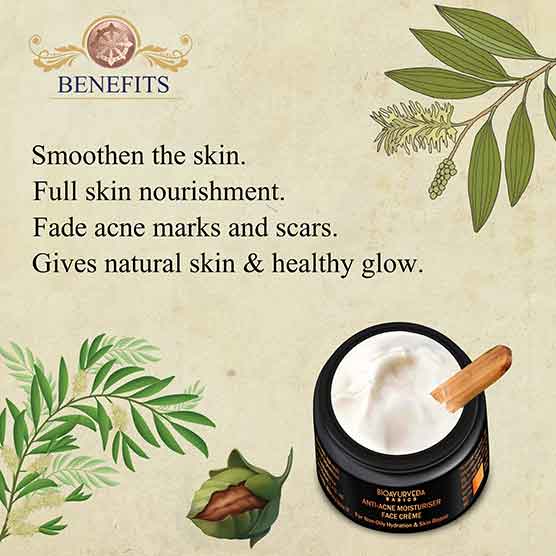 BENEFITS
Smoothen the skin.
Full skin nourishment.
Fade acne marks and scars.
Gives natural skin & healthy glow.
BIOAYURVEDA
BASICS
ANTI-ACNE MOISTURISER
FACE CRÈME
For Non-Oily Hydration & Skin